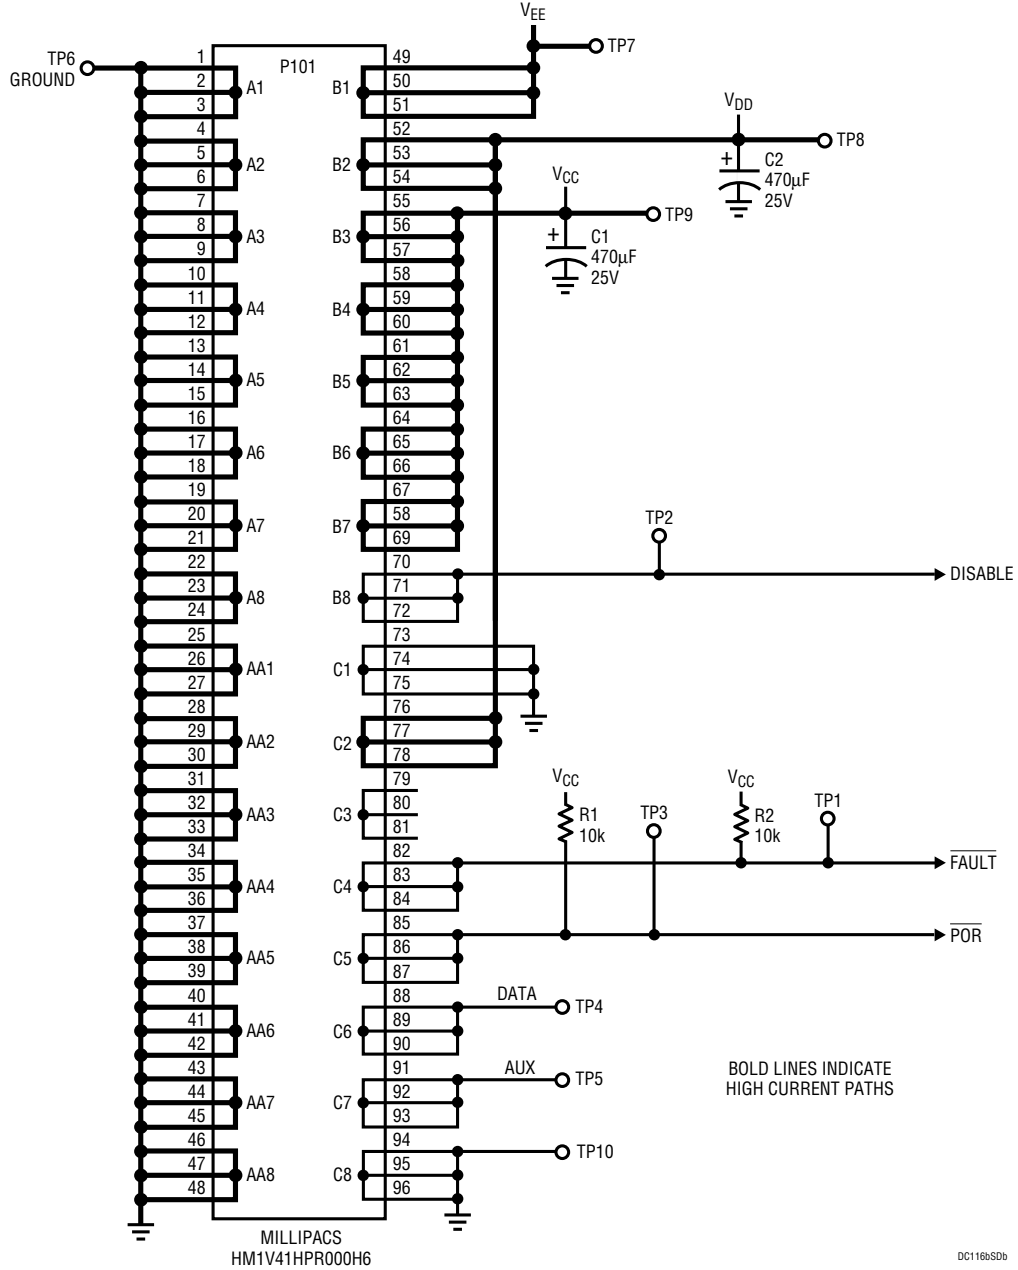 VEE
TP7
TP6
GROUND
P101
1
2
3
A1
4
5
6
A2
7
8
9
A3
10
11
12
A4
13
14
15
A5
16
17
18
A6
19
20
21
A7
22
23
24
A8
25
26
27
AA1
28
29
30
AA2
31
32
33
AA3
34
35
36
AA4
37
38
39
AA5
40
41
42
AA6
43
44
45
AA7
46
47
48
AA8
49
50
51
B1
52
53
54
B2
55
56
57
B3
58
59
60
B4
61
62
63
B5
64
65
66
B6
67
58
69
B7
70
71
72
B8
73
74
75
C1
76
77
78
C2
79
80
81
C3
82
83
84
C4
85
86
87
C5
88
89
90
C6
91
92
93
C7
94
95
96
C8
VDD
TP8
+
C2
470µF
25V
VCC
TP9
+
C1
470µF
25V
TP2
DISABLE
VCC
R1
10k
TP3
VCC
R2
10k
TP1
FAULT
POR
DATA
TP4
AUX
TP5
TP10
BOLD LINES INDICATE
HIGH CURRENT PATHS
MILLIPACS
HM1V41HPR000H6
DC116bSDb